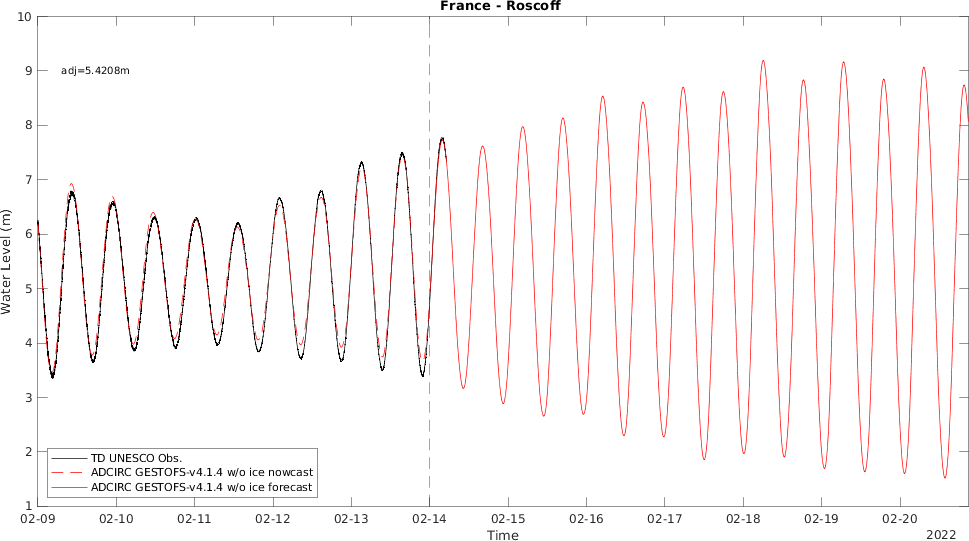 France - Roscoff
10
9
8
7
6
5
4
3
2
1
Water Level (m)
adj=5.4208m
TD UNESCO Obs.
ADCIRC GESTOFS-v4.1.4 w/o ice nowcast
ADCIRC GESTOFS-v4.1.4 w/o ice forecast
02-09 02-10 02-11 02-12 02-13 02-14 02-15 02-16 02-17 02-18 02-19 02-20
Time
2022